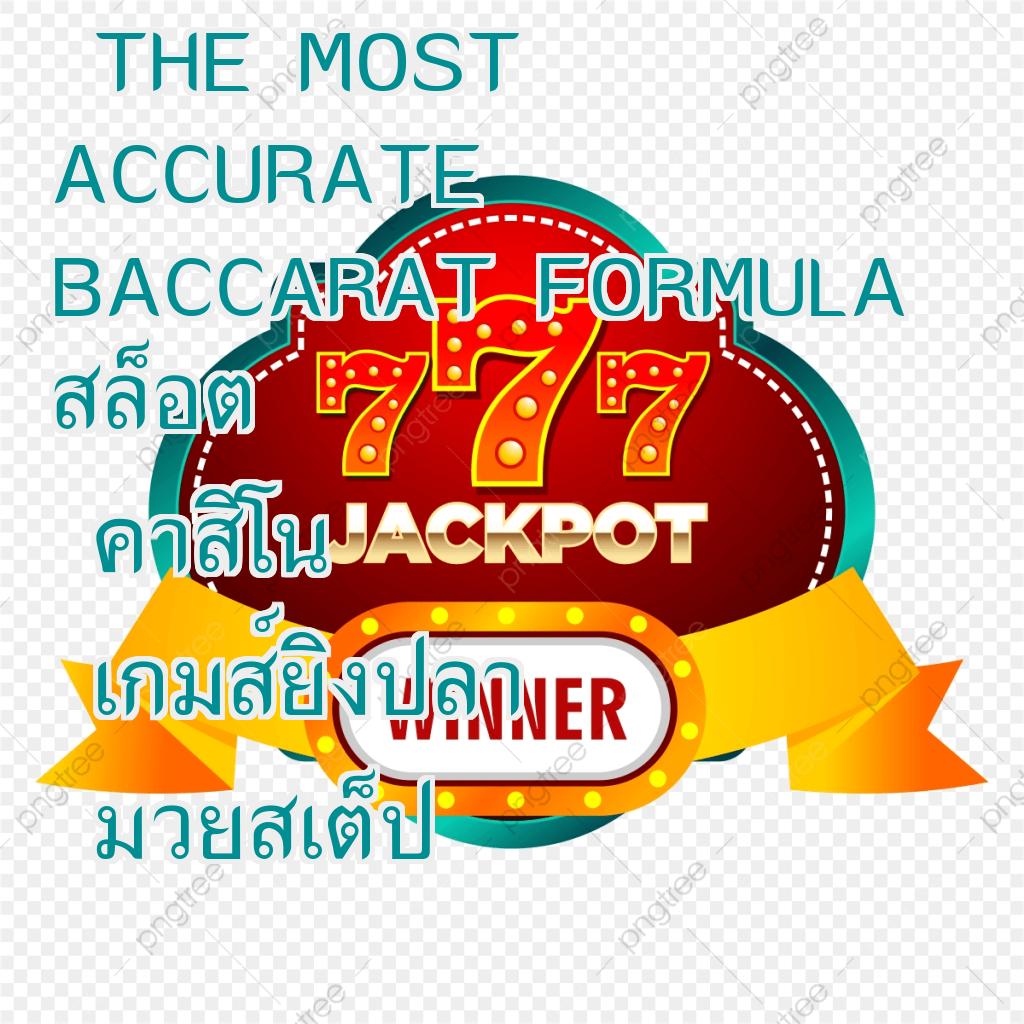 THE MOST
ACCURATE
BACCARAT FORMULA
สล็อต
คาสิโน
เกมส์ยิงปลา
มวยสเต็ป
777
JACKPOT
WINNER
pngtree